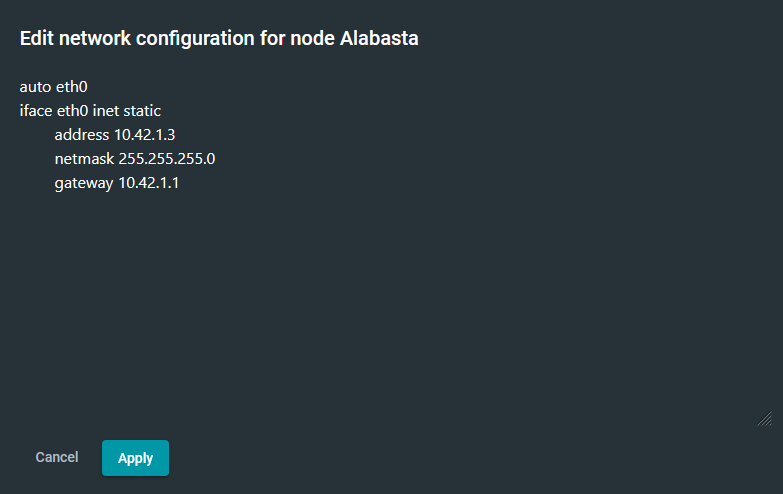 Edit network configuration for node Alabasta
auto eth0
iface eth0 inet static
address 10.42.1.3
netmask 255.255.255.0
gateway 10.42.1.1
Cancel
Apply